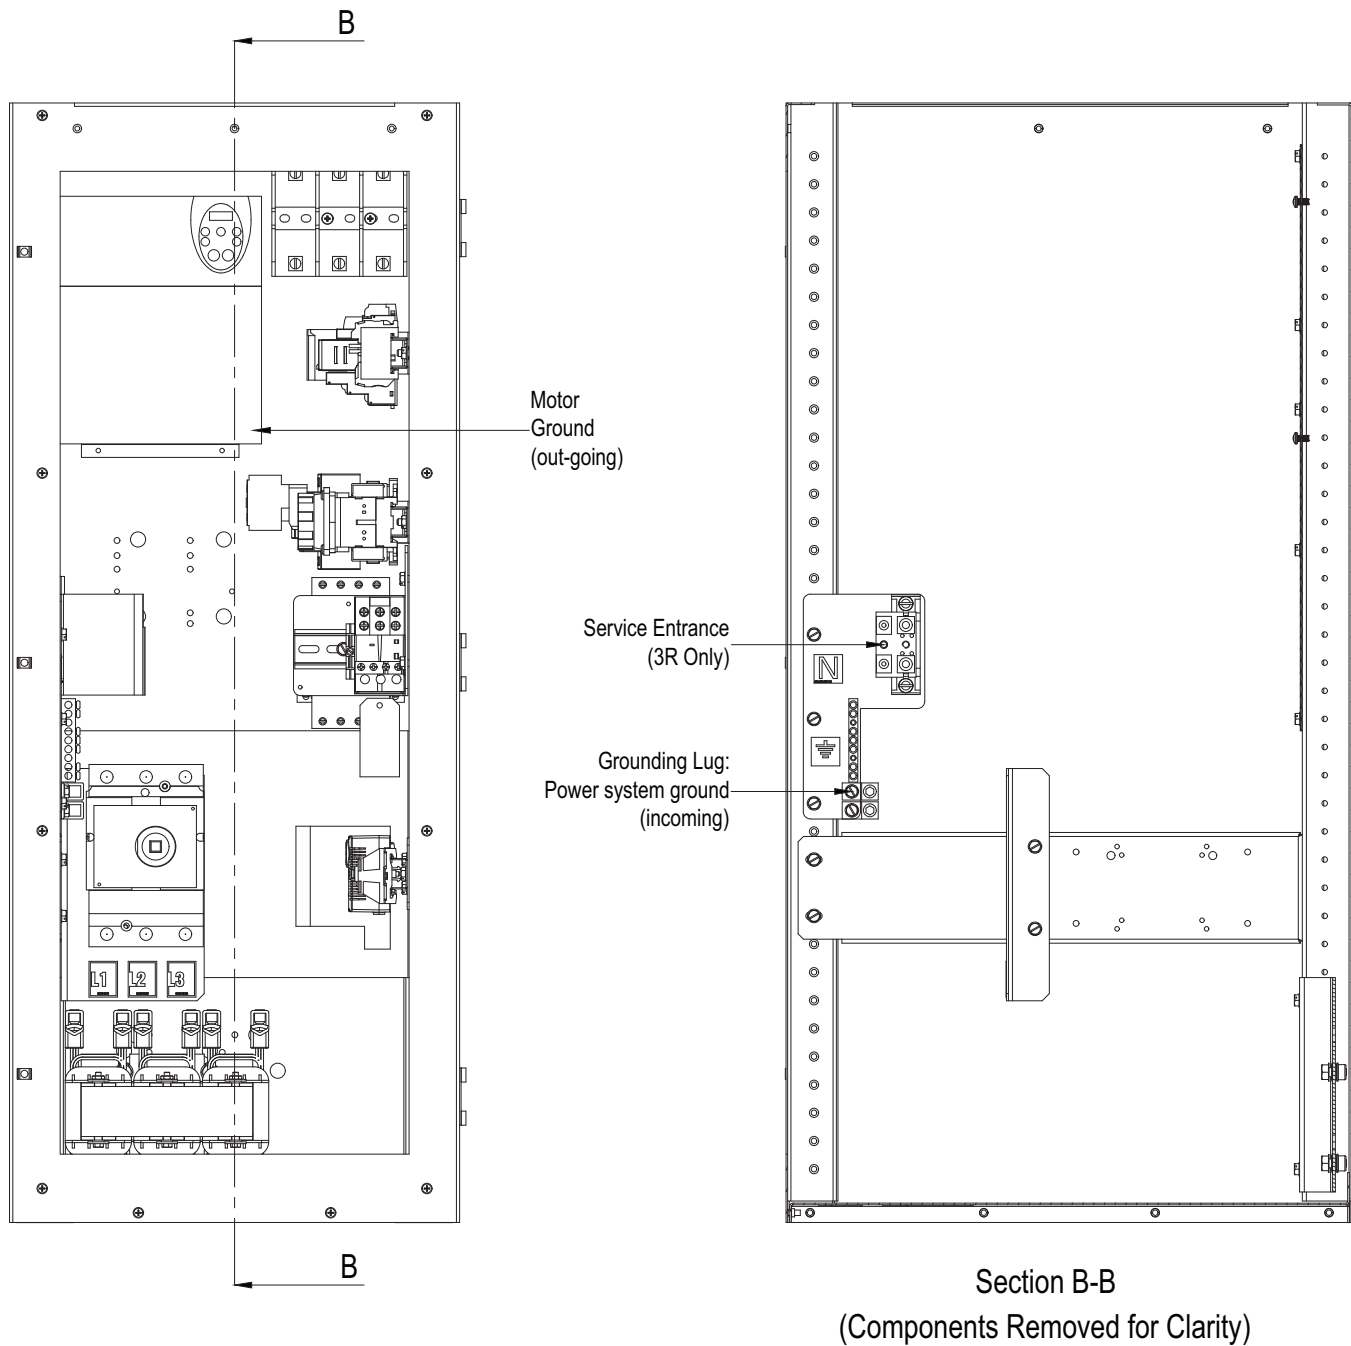 B
Motor
Ground
(out-going)
Service Entrance
(3R Only)
N
Grounding Lug:
Power system ground
(incoming)
L1 L2 L3
B
Section B-B
(Components Removed for Clarity)